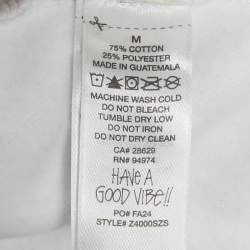 M
75% COTTON
25% POLYESTER
MADE IN GUATEMALA
MACHINE WASH COLD
DO NOT BLEACH
TUMBLE DRY LOW
DO NOT IRON
DO NOT DRY CLEAN
CA# 28629
RN# 94974
HAVE A
GOOD VIBE!!
PO# FA24
STYLE# Z4000SZS